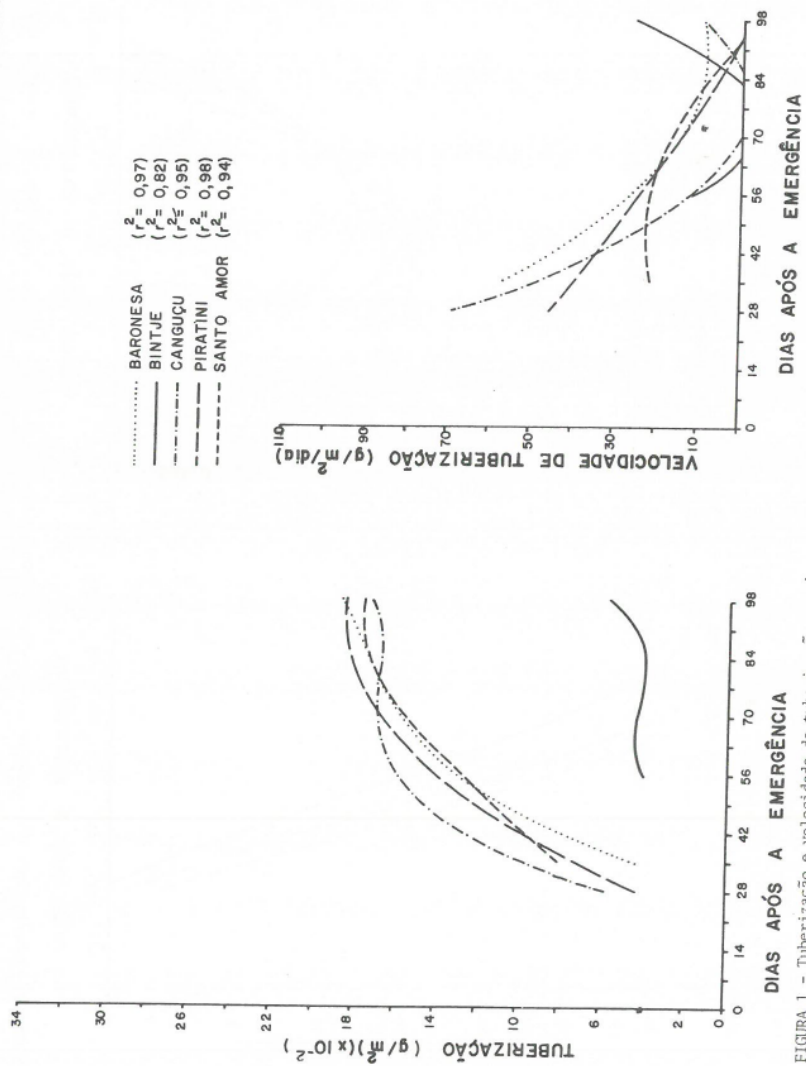 BARONESA (r²= 0,97)
BINTJE (r²= 0,82)
CANGUÇU (r²= 0,95)
PIRATINI (r²= 0,98)
SANTO AMOR (r²= 0,94)
TUBERIZAÇÃO (g/m²)(x10⁻²)
34
26
22
18
14
10
6
2
0
0 14 28 42 56 70 84 98
DIAS APÓS A EMERGÊNCIA
VELOCIDADE DE TUBERIZAÇÃO (g/m²/dia)
110
90
70
50
30
10
0 14 28 42 56 70 84 98
DIAS APÓS A EMERGÊNCIA
FIGURA 1 - Tuberização e velocidade de